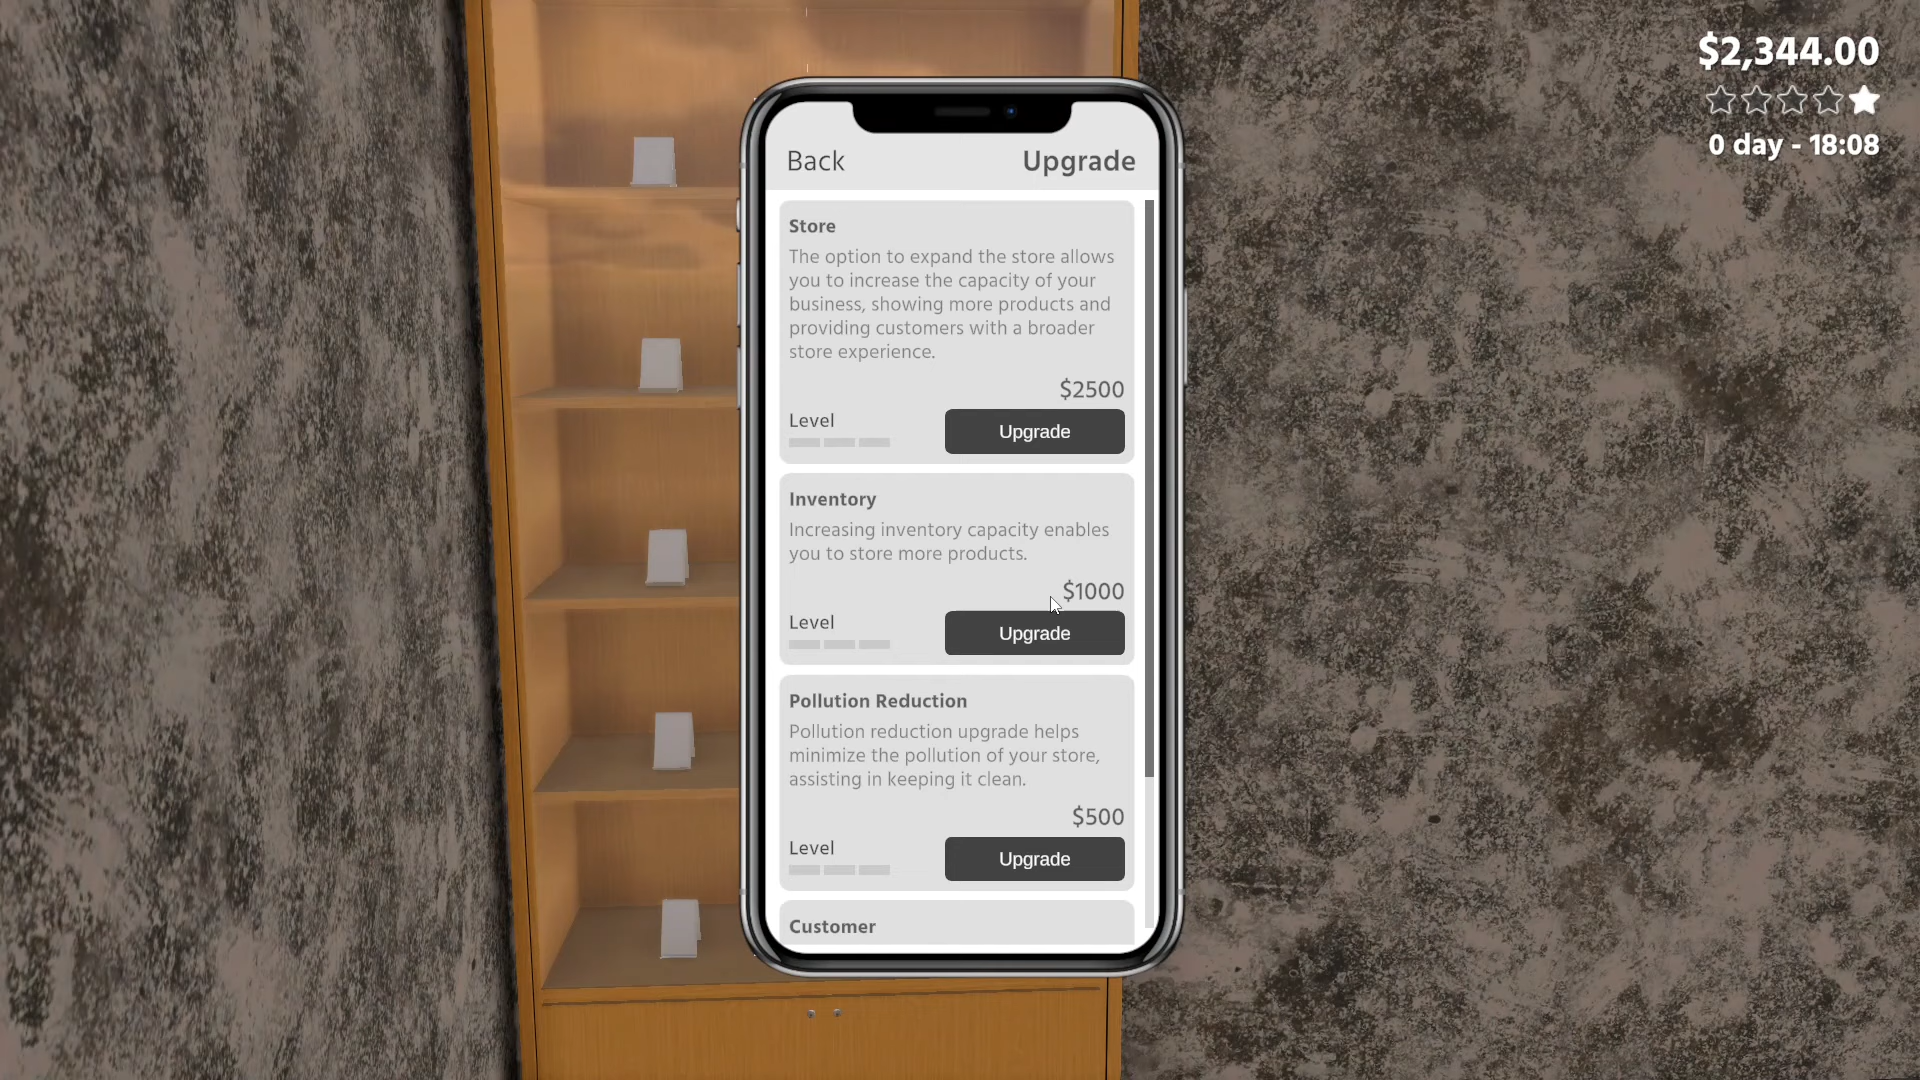 $2,344.00
0 day - 18:08
Back
Upgrade
Store
The option to expand the store allows
you to increase the capacity of your
business, showing more products and
providing customers with a broader
store experience.
$2500
Level
Upgrade
Inventory
Increasing inventory capacity enables
you to store more products.
$1000
Level
Upgrade
Pollution Reduction
Pollution reduction upgrade helps
minimize the pollution of your store,
assisting in keeping it clean.
$500
Level
Upgrade
Customer